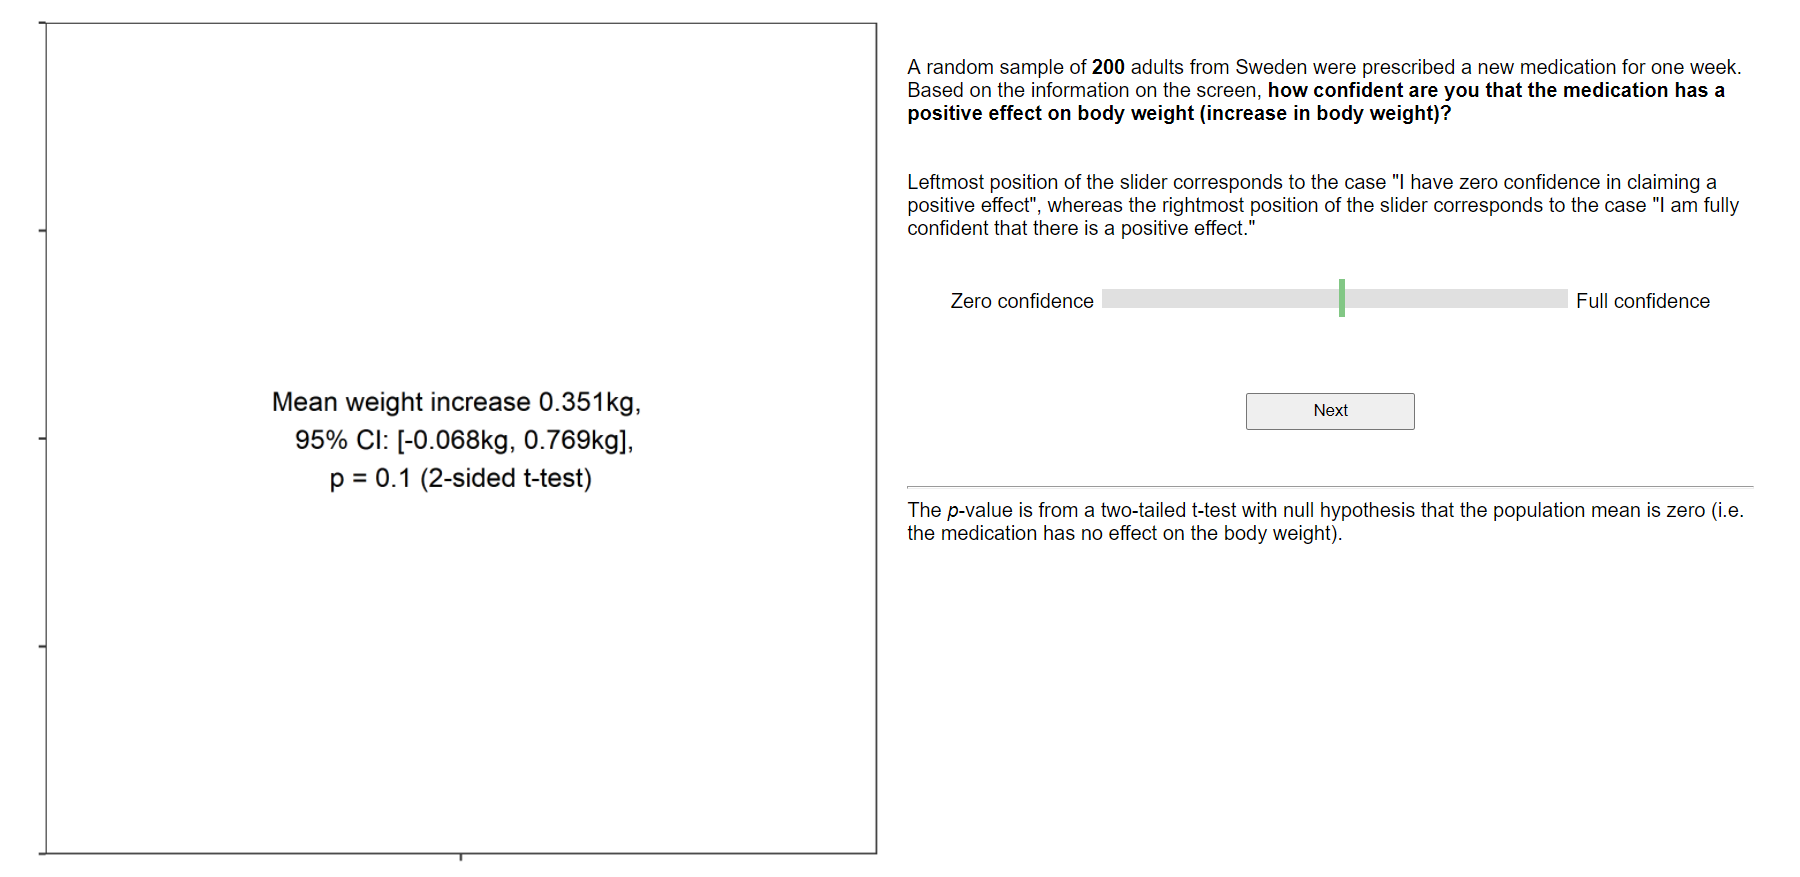 Mean weight increase 0.351kg,
95% CI: [-0.068kg, 0.769kg],
p = 0.1 (2-sided t-test)
A random sample of 200 adults from Sweden were prescribed a new medication for one week.
Based on the information on the screen, how confident are you that the medication has a
positive effect on body weight (increase in body weight)?
Leftmost position of the slider corresponds to the case "I have zero confidence in claiming a
positive effect", whereas the rightmost position of the slider corresponds to the case "I am fully
confident that there is a positive effect."
Zero confidence Full confidence
Next
The p-value is from a two-tailed t-test with null hypothesis that the population mean is zero (i.e.
the medication has no effect on the body weight).